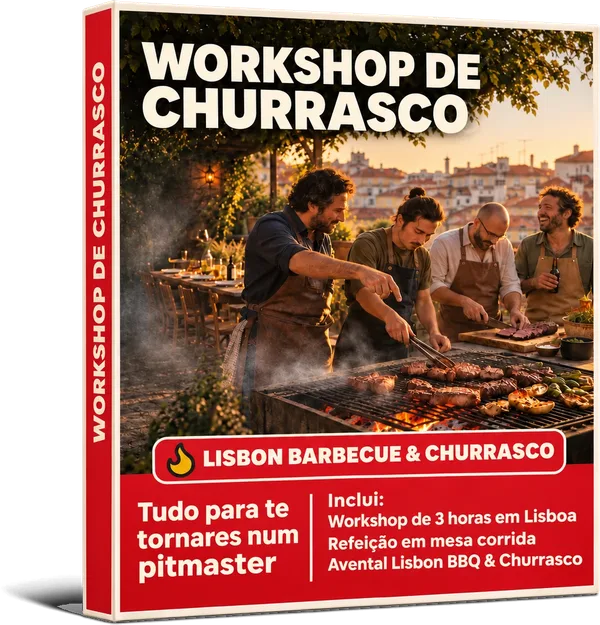 WORKSHOP DE CHURRASCO
WORKSHOP DE
CHURRASCO
LISBON BARBECUE & CHURRASCO
Tudo para te
tornares num
pitmaster
Inclui:
Workshop de 3 horas em Lisboa
Refeição em mesa corrida
Avental Lisbon BBQ & Churrasco